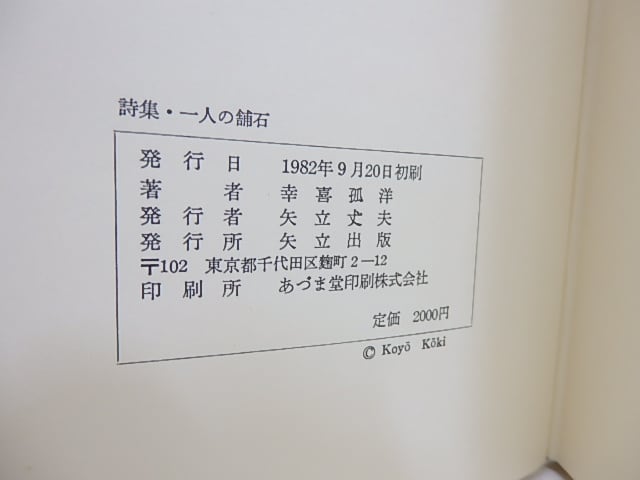 詩集・一人の舗石
発行日 1982年9月20日初刷
著者 幸喜孤洋
発行者 矢立丈夫
発行所 矢立出版
〒102 東京都千代田区麹町2—12
印刷所 あづま堂印刷株式会社
定価 2000円
© Koyō Kōki